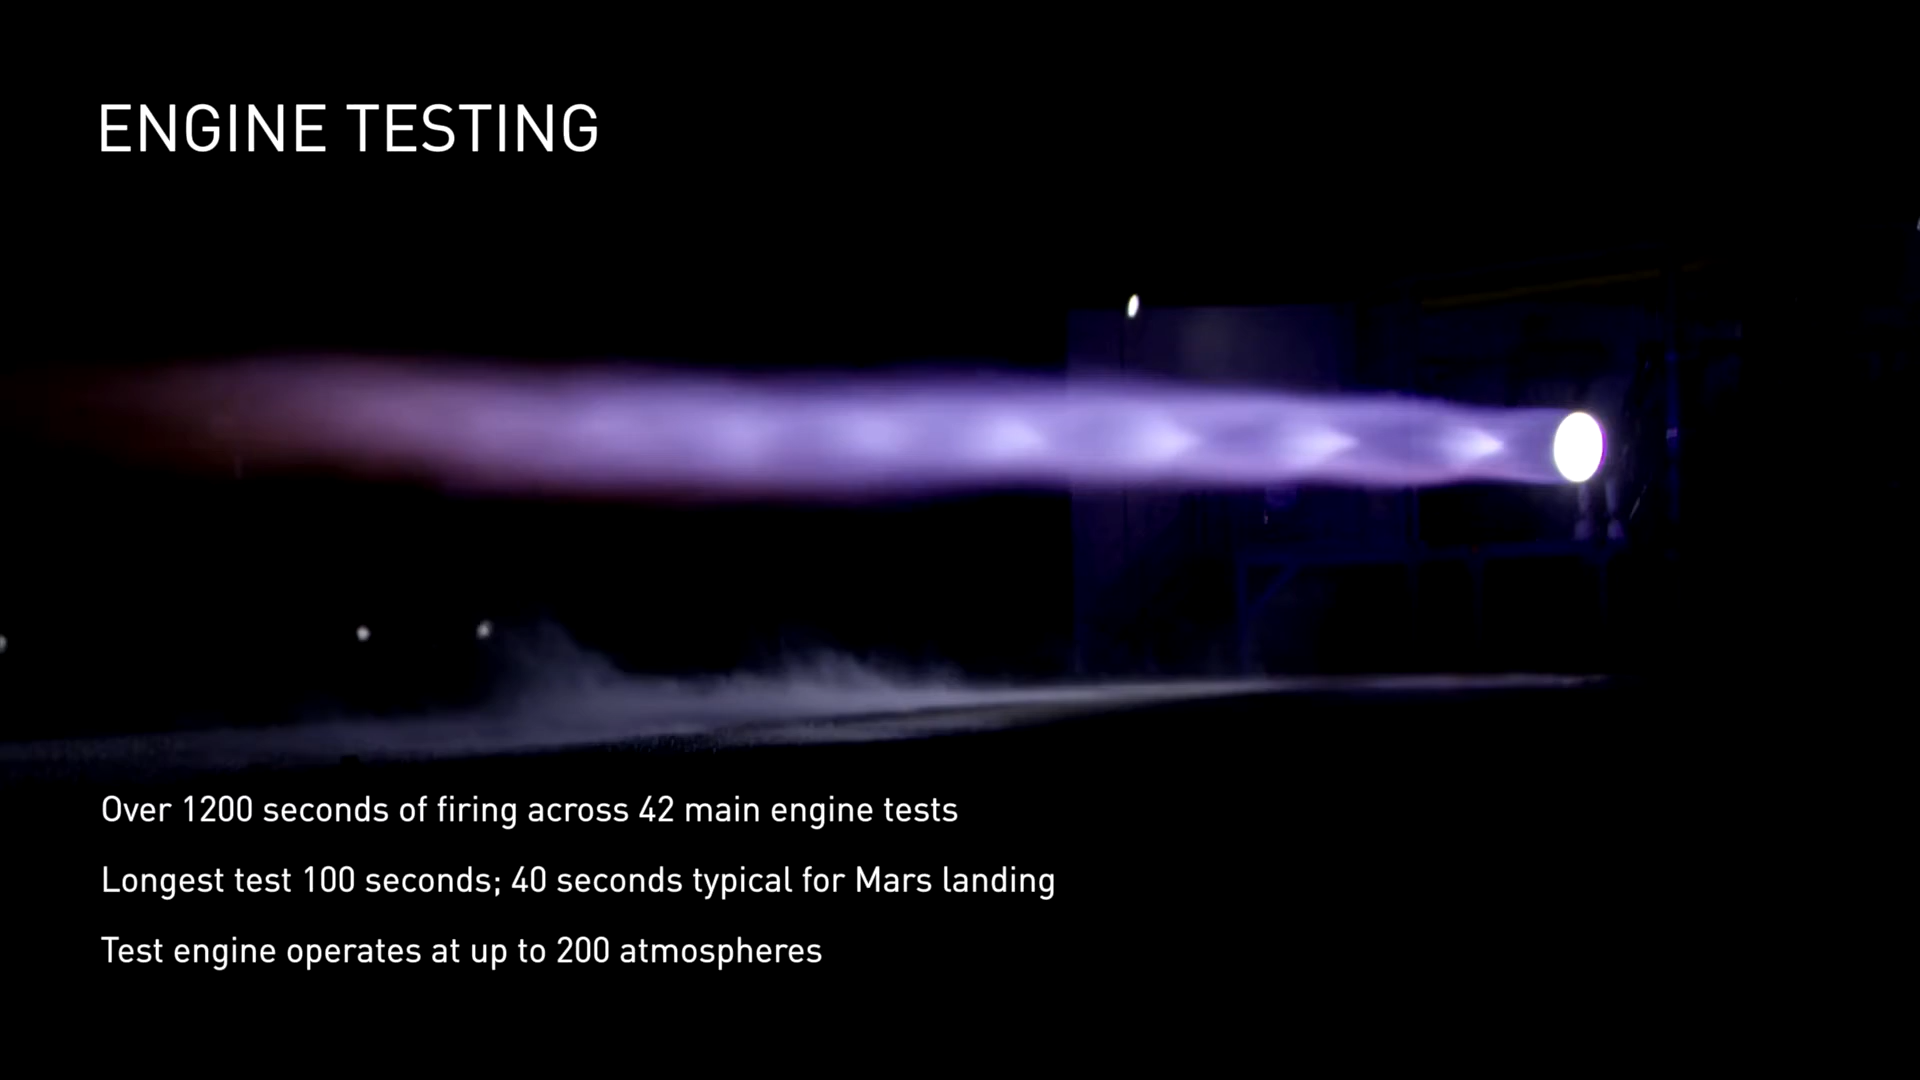 ENGINE TESTING
Over 1200 seconds of firing across 42 main engine tests
Longest test 100 seconds; 40 seconds typical for Mars landing
Test engine operates at up to 200 atmospheres